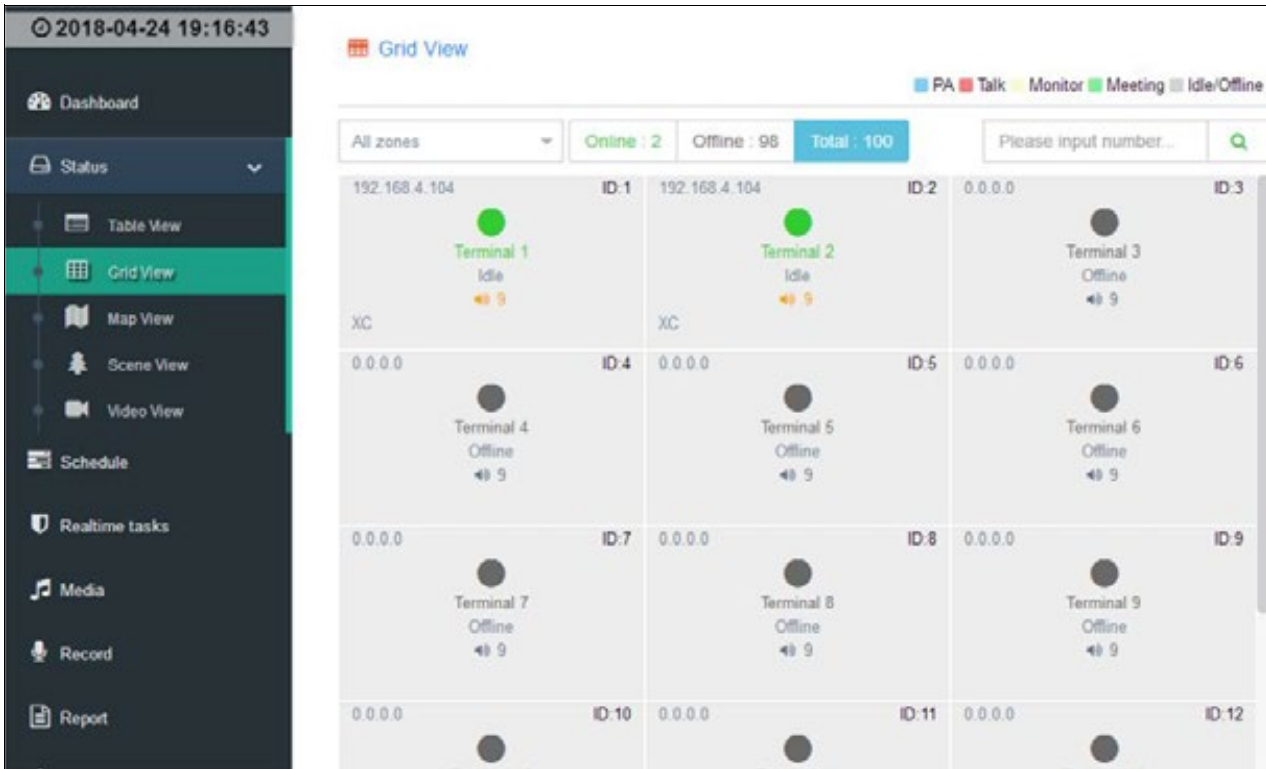 2018-04-24 19:16:43
Dashboard
Status
Table View
Grid View
Map View
Scene View
Video View
Schedule
Realtime tasks
Media
Record
Report
Grid View
PA Talk Monitor Meeting Idle/Offline
All zones Online : 2 Offline : 98 Total : 100 Please input number...
192.168.4.104 ID:1 192.168.4.104 ID:2 0.0.0.0 ID:3
Terminal 1 Terminal 2 Terminal 3
Idle Idle Offline
9 9 9
XC XC
0.0.0.0 ID:4 0.0.0.0 ID:5 0.0.0.0 ID:6
Terminal 4 Terminal 5 Terminal 6
Offline Offline Offline
9 9 9
0.0.0.0 ID:7 0.0.0.0 ID:8 0.0.0.0 ID:9
Terminal 7 Terminal 8 Terminal 9
Offline Offline Offline
9 9 9
0.0.0.0 ID:10 0.0.0.0 ID:11 0.0.0.0 ID:12